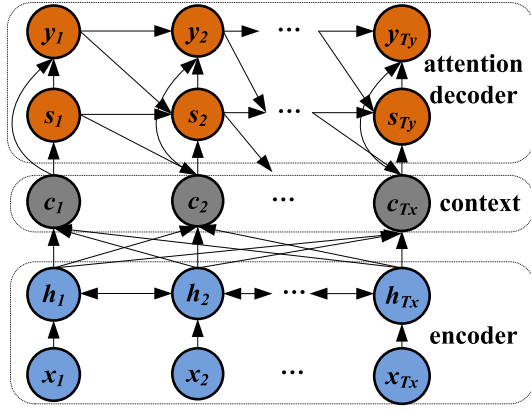 y1 y2 ... yTy
attention
decoder
s1 s2 ... sTy
c1 c2 ... cTx context
h1 h2 ... hTx
encoder
x1 x2 ... xTx